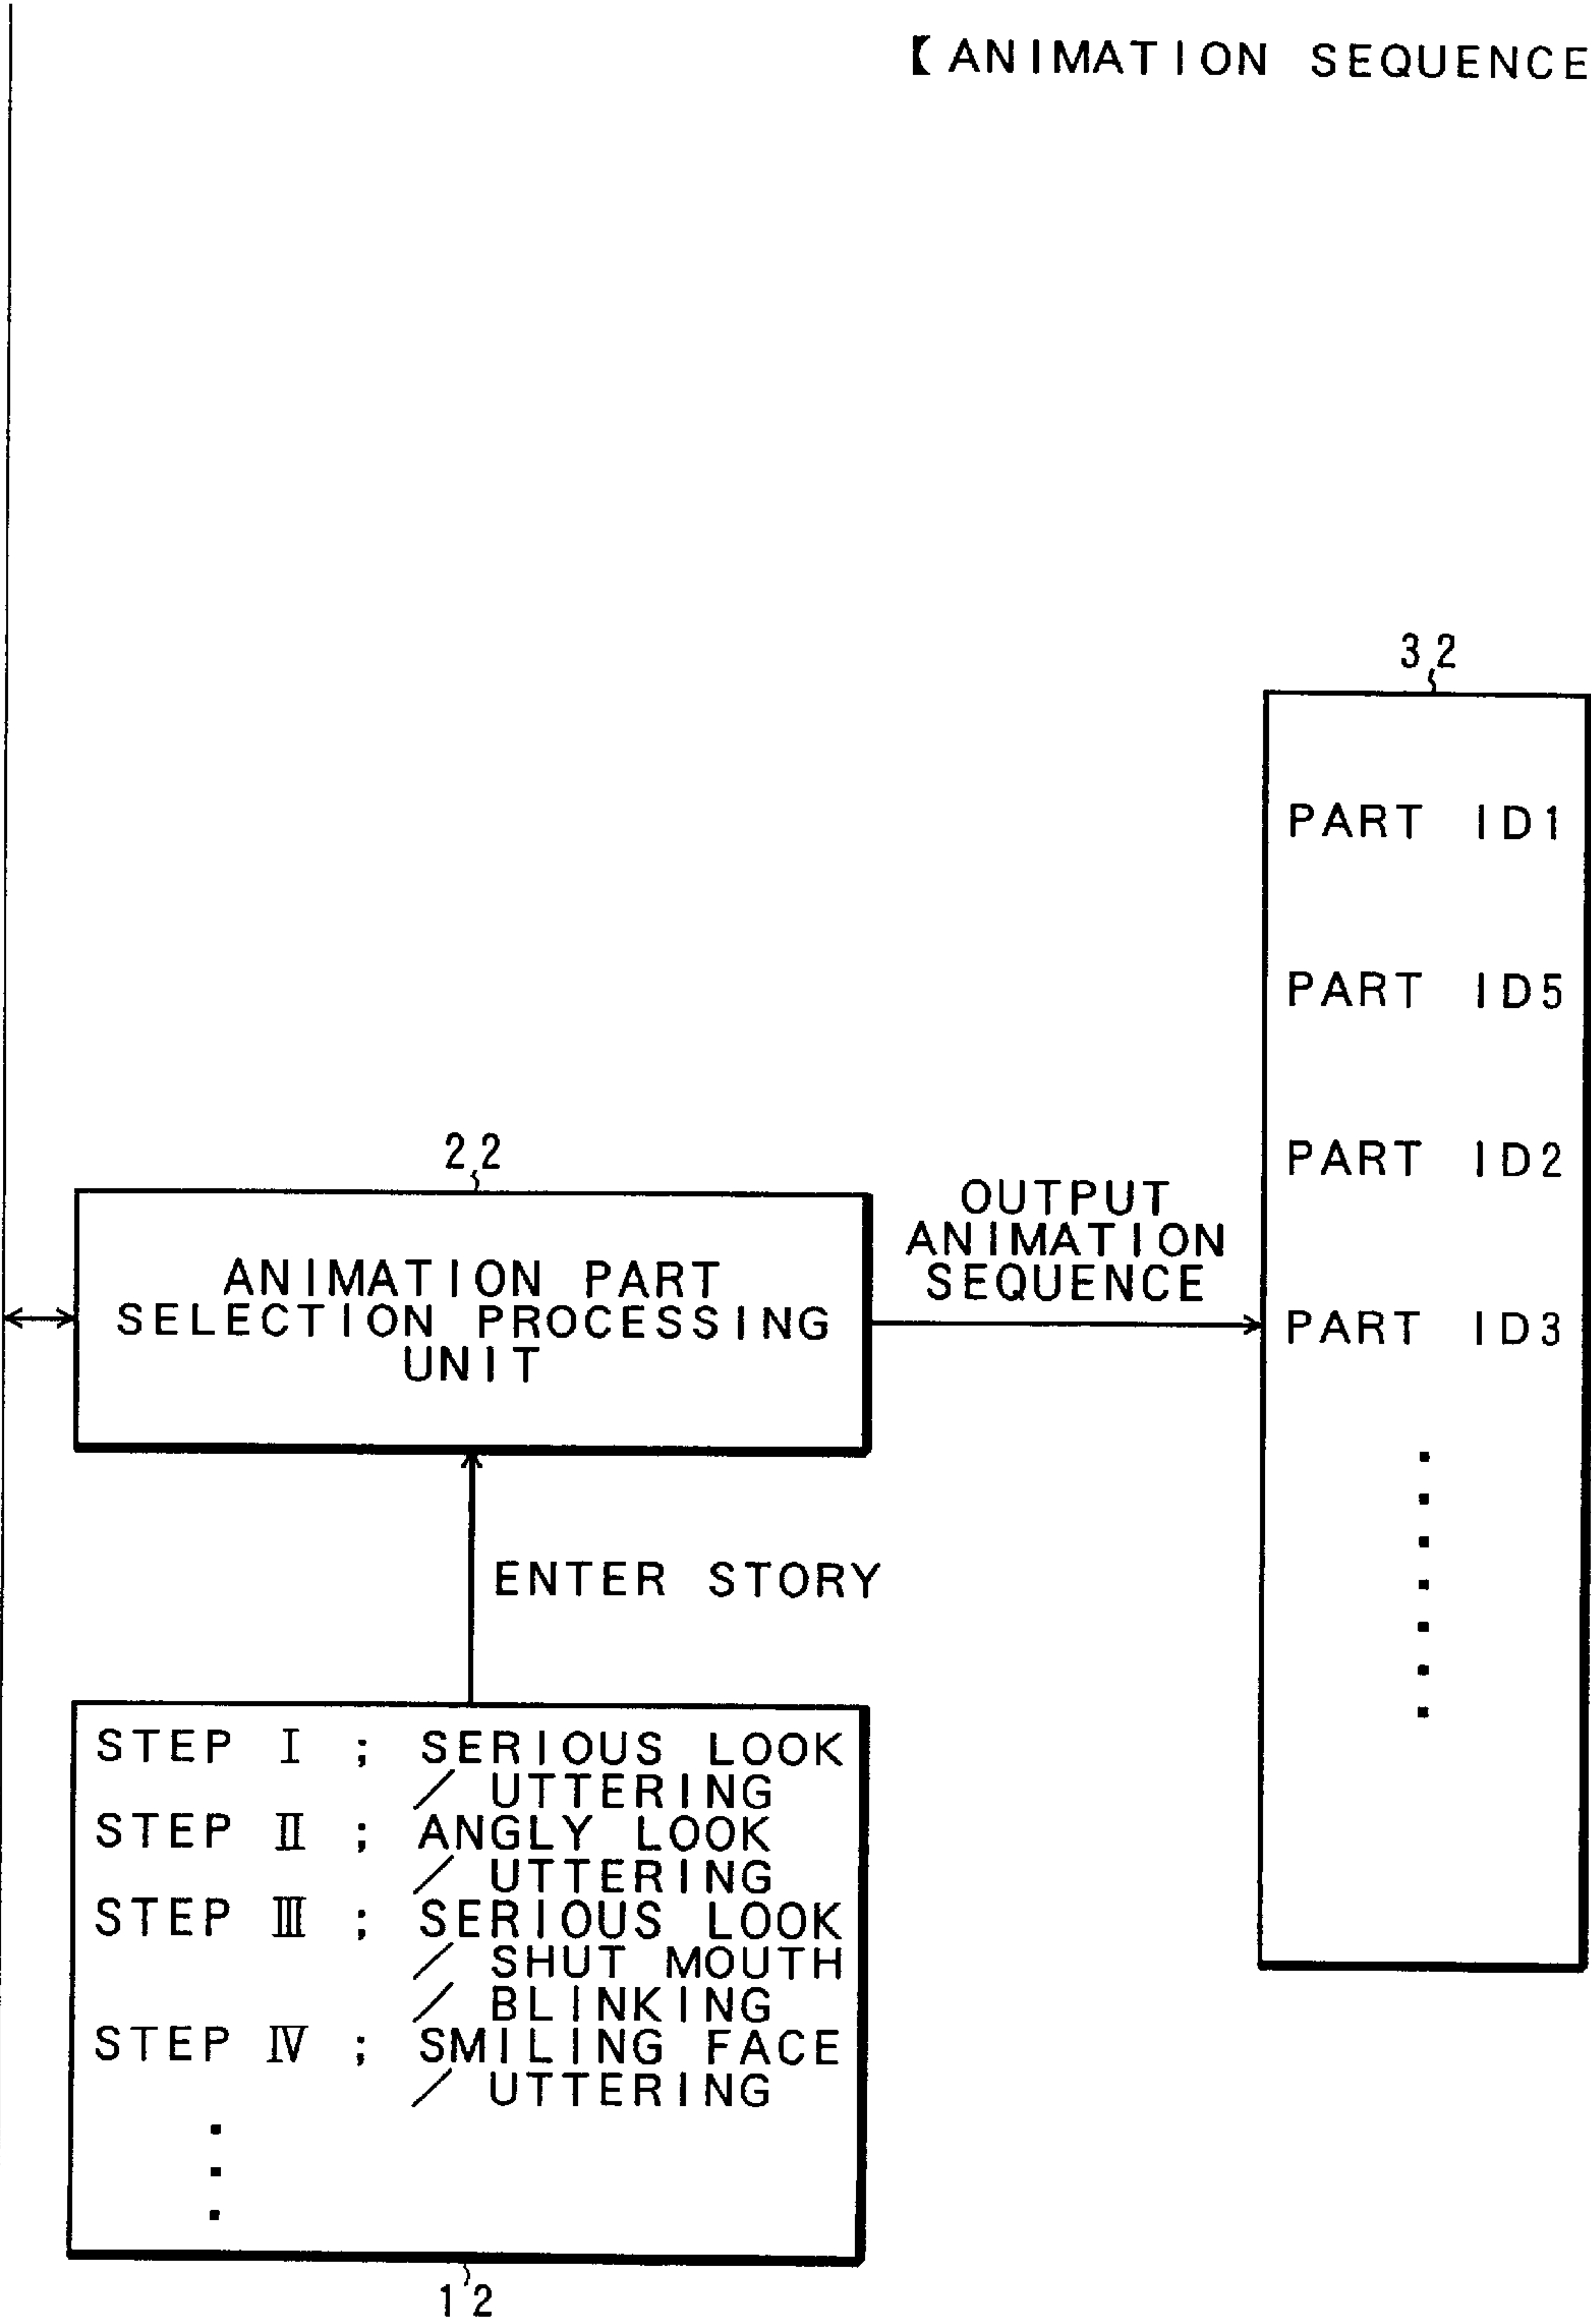 【ANIMATION SEQUENCE
32
PART ID1
PART ID5
PART ID2
PART ID3
22
ANIMATION PART
SELECTION PROCESSING
UNIT
OUTPUT
ANIMATION
SEQUENCE
ENTER STORY
STEP Ⅰ ; SERIOUS LOOK
/ UTTERING
STEP Ⅱ ; ANGLY LOOK
/ UTTERING
STEP Ⅲ ; SERIOUS LOOK
/ SHUT MOUTH
/ BLINKING
STEP Ⅳ ; SMILING FACE
/ UTTERING
12